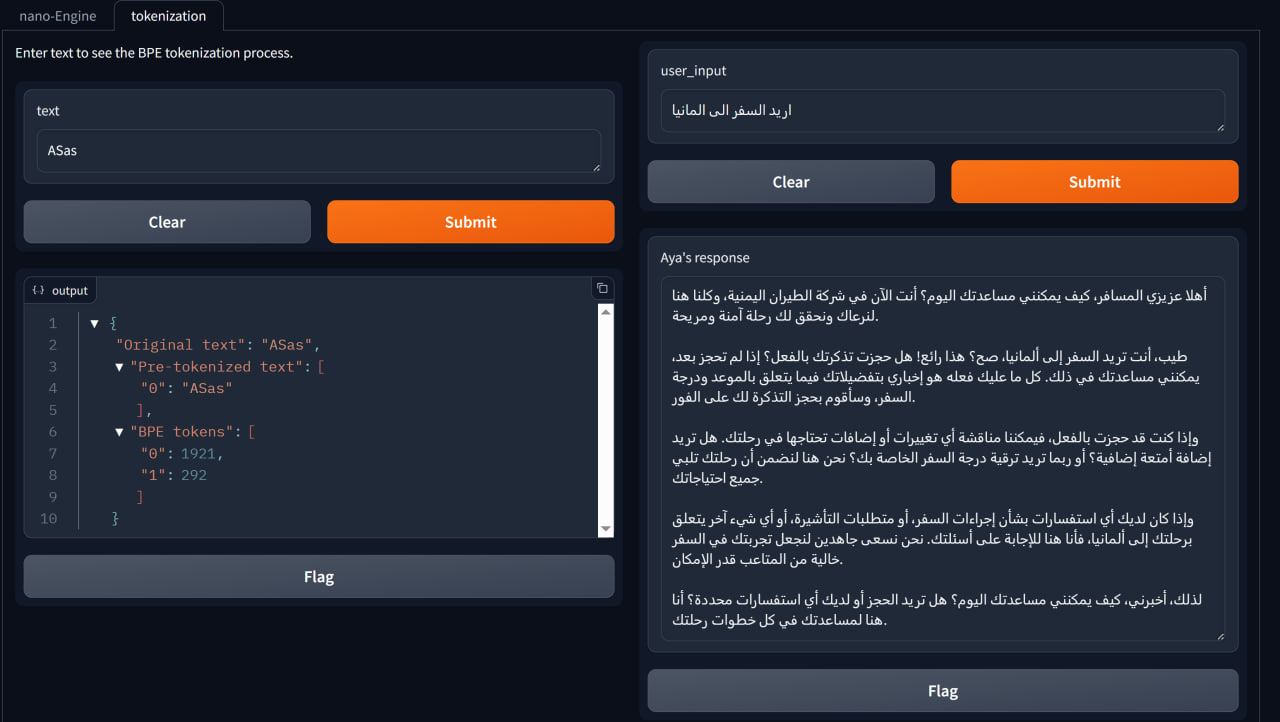 nano-Engine
tokenization
Enter text to see the BPE tokenization process.
text
ASas
Clear
Submit
{·} output
1 ▼ {
2 "Original text": "ASas",
3 ▼ "Pre-tokenized text": [
4 "0": "ASas"
5 ],
6 ▼ "BPE tokens": [
7 "0": 1921,
8 "1": 292
9 ]
10 }
Flag
user_input
اريد السفر الى المانيا
Clear
Submit
Aya's response
أهلا عزيزي المسافر، كيف يمكنني مساعدتك اليوم؟ أنت الآن في شركة الطيران اليمنية، وكلنا هنا
لنرعاك ونحقق لك رحلة آمنة ومريحة.
طيب، أنت تريد السفر إلى ألمانيا، صح؟ هذا رائع! هل حجزت تذكرتك بالفعل؟ إذا لم تحجز بعد،
يمكنني مساعدتك في ذلك. كل ما عليك فعله هو إخباري بتفضيلاتك فيما يتعلق بالموعد ودرجة
السفر، وسأقوم بحجز التذكرة لك على الفور.
وإذا كنت قد حجزت بالفعل، فيمكننا مناقشة أي تغييرات أو إضافات تحتاجها في رحلتك. هل تريد
إضافة أمتعة إضافية؟ أو ربما تريد ترقية درجة السفر الخاصة بك؟ نحن هنا لنضمن أن رحلتك تلبي
جميع احتياجاتك.
وإذا كان لديك أي استفسارات بشأن إجراءات السفر، أو متطلبات التأشيرة، أو أي شيء آخر يتعلق
برحلتك إلى ألمانيا، فأنا هنا للإجابة على أسئلتك. نحن نسعى جاهدين لنجعل تجربتك في السفر
خالية من المتاعب قدر الإمكان.
لذلك، أخبرني، كيف يمكنني مساعدتك اليوم؟ هل تريد الحجز أو لديك أي استفسارات محددة؟ أنا
هنا لمساعدتك في كل خطوات رحلتك.
Flag